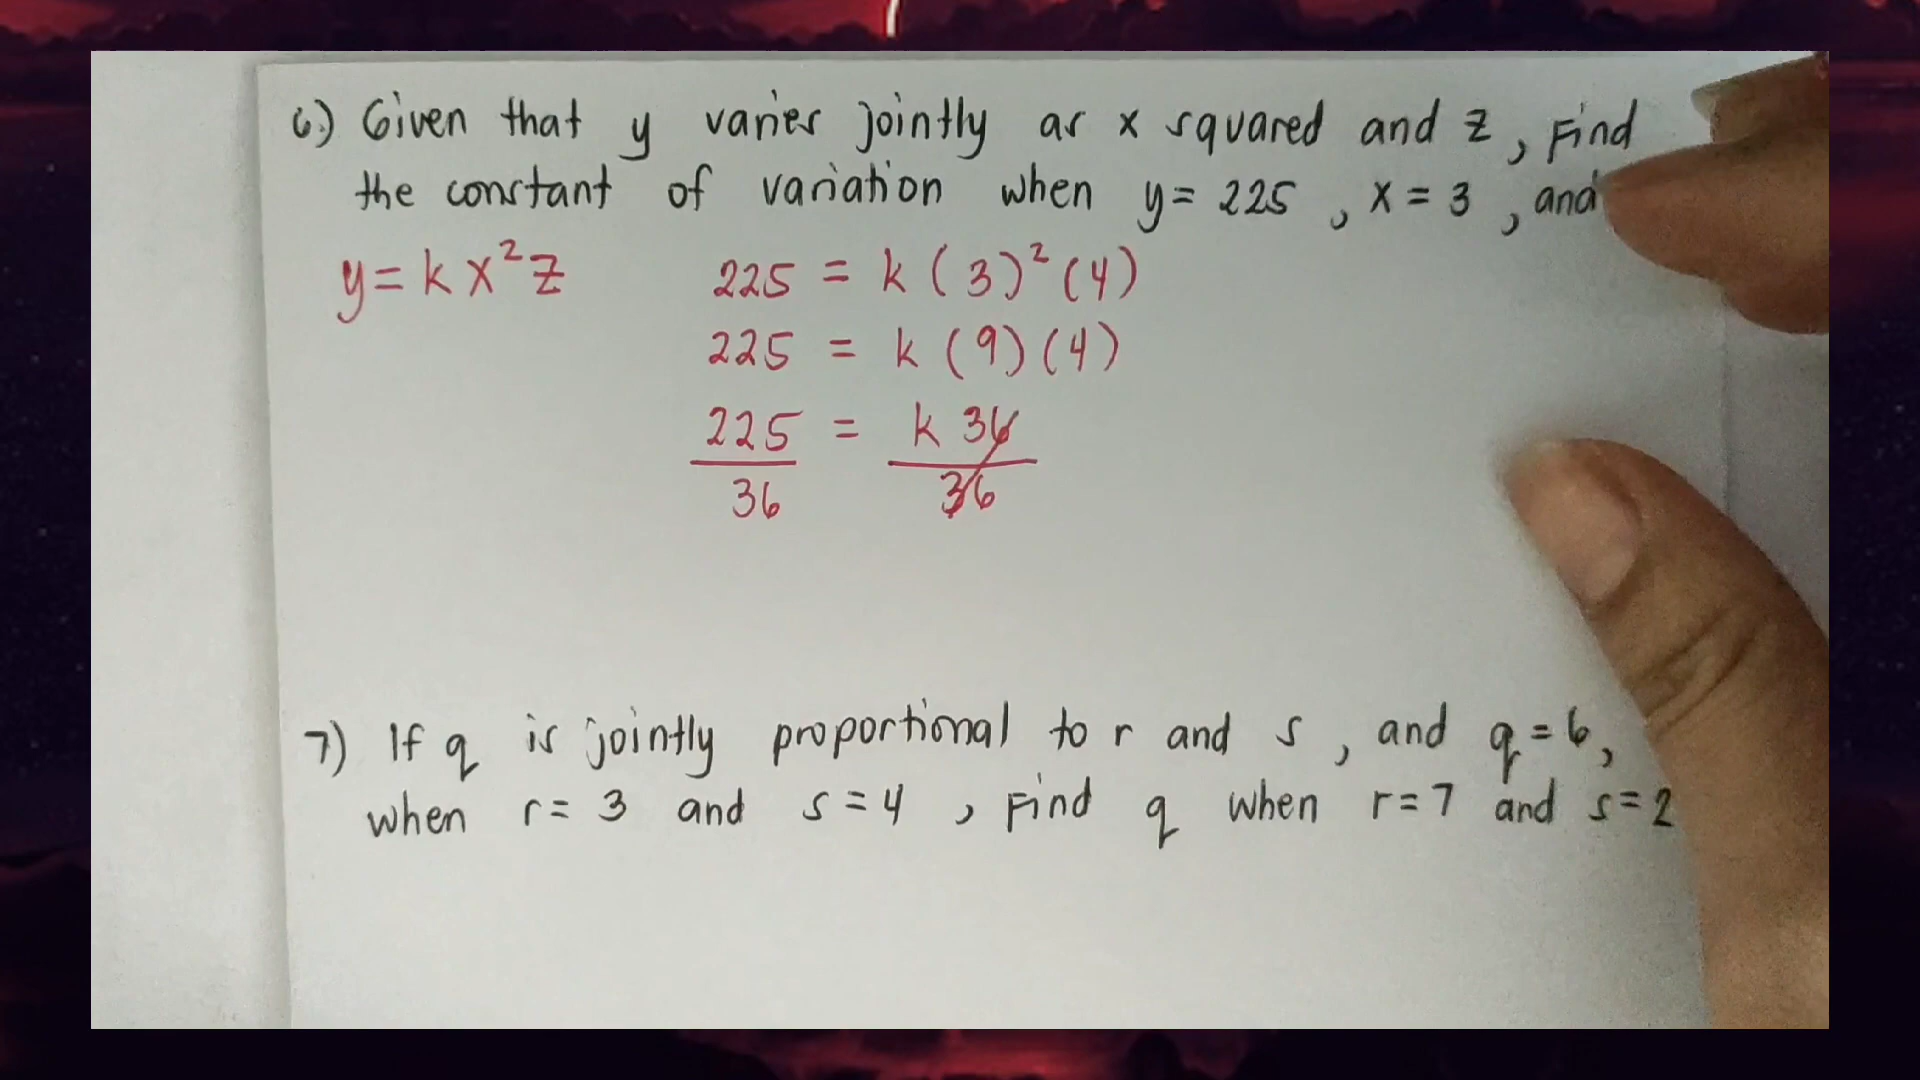 6.) Given that y varies jointly as x squared and z, Find
the constant of variation when y= 225, x = 3, and
y= kx²z 225 = k (3)² (4)
225 = k (9) (4)
225 = k 36
36 36
7) If q is jointly proportional to r and s, and q=6,
when r= 3 and s=4, Find q when r=7 and s=2